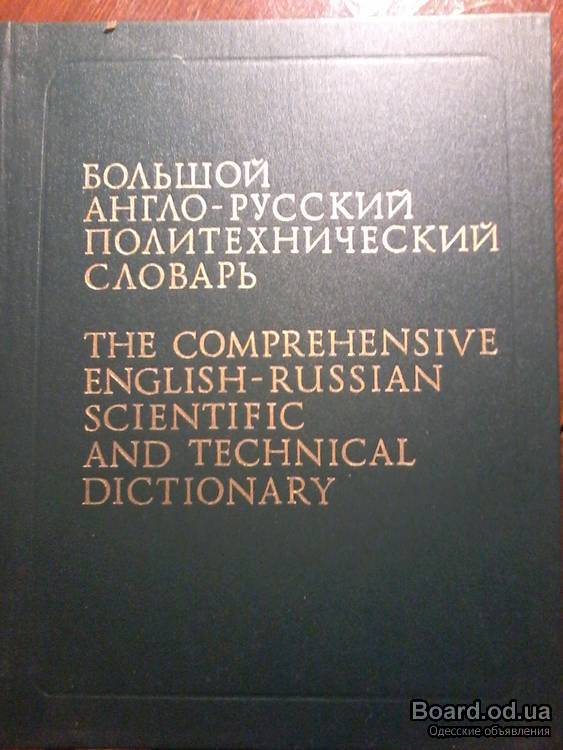 БОЛЬШОЙ
АНГЛО-РУССКИЙ
ПОЛИТЕХНИЧЕСКИЙ
СЛОВАРЬ
THE COMPREHENSIVE
ENGLISH-RUSSIAN
SCIENTIFIC
AND TECHNICAL
DICTIONARY
Board.od.ua
Одесские объявления